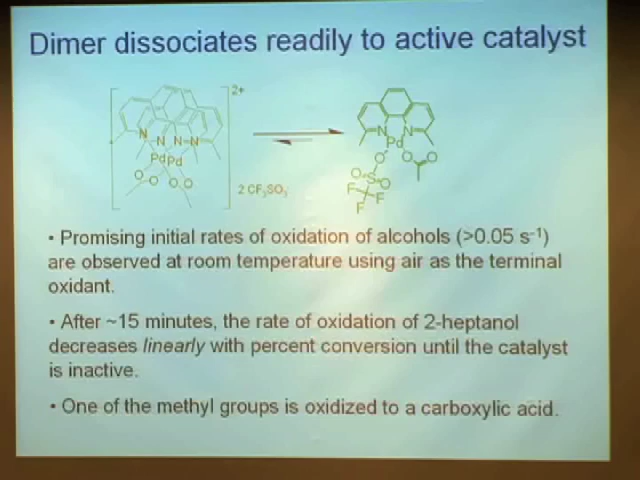 Dimer dissociates readily to active catalyst
2+
N N N N
Pd Pd
O O O O
2 CF3SO3-
N N
Pd
O O O
O S O
F F
F
• Promising initial rates of oxidation of alcohols (>0.05 s-1)
are observed at room temperature using air as the terminal
oxidant.
• After ~15 minutes, the rate of oxidation of 2-heptanol
decreases linearly with percent conversion until the catalyst
is inactive.
• One of the methyl groups is oxidized to a carboxylic acid.